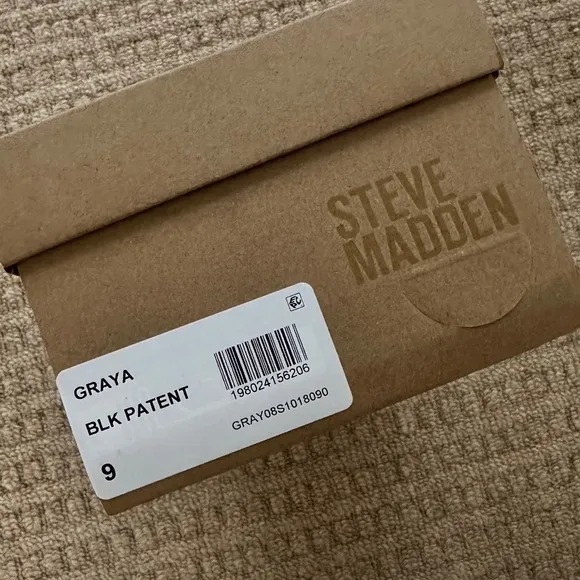 STEVE
MADDEN
GRAYA
198024156206
BLK PATENT
GRAY08S1018090
9